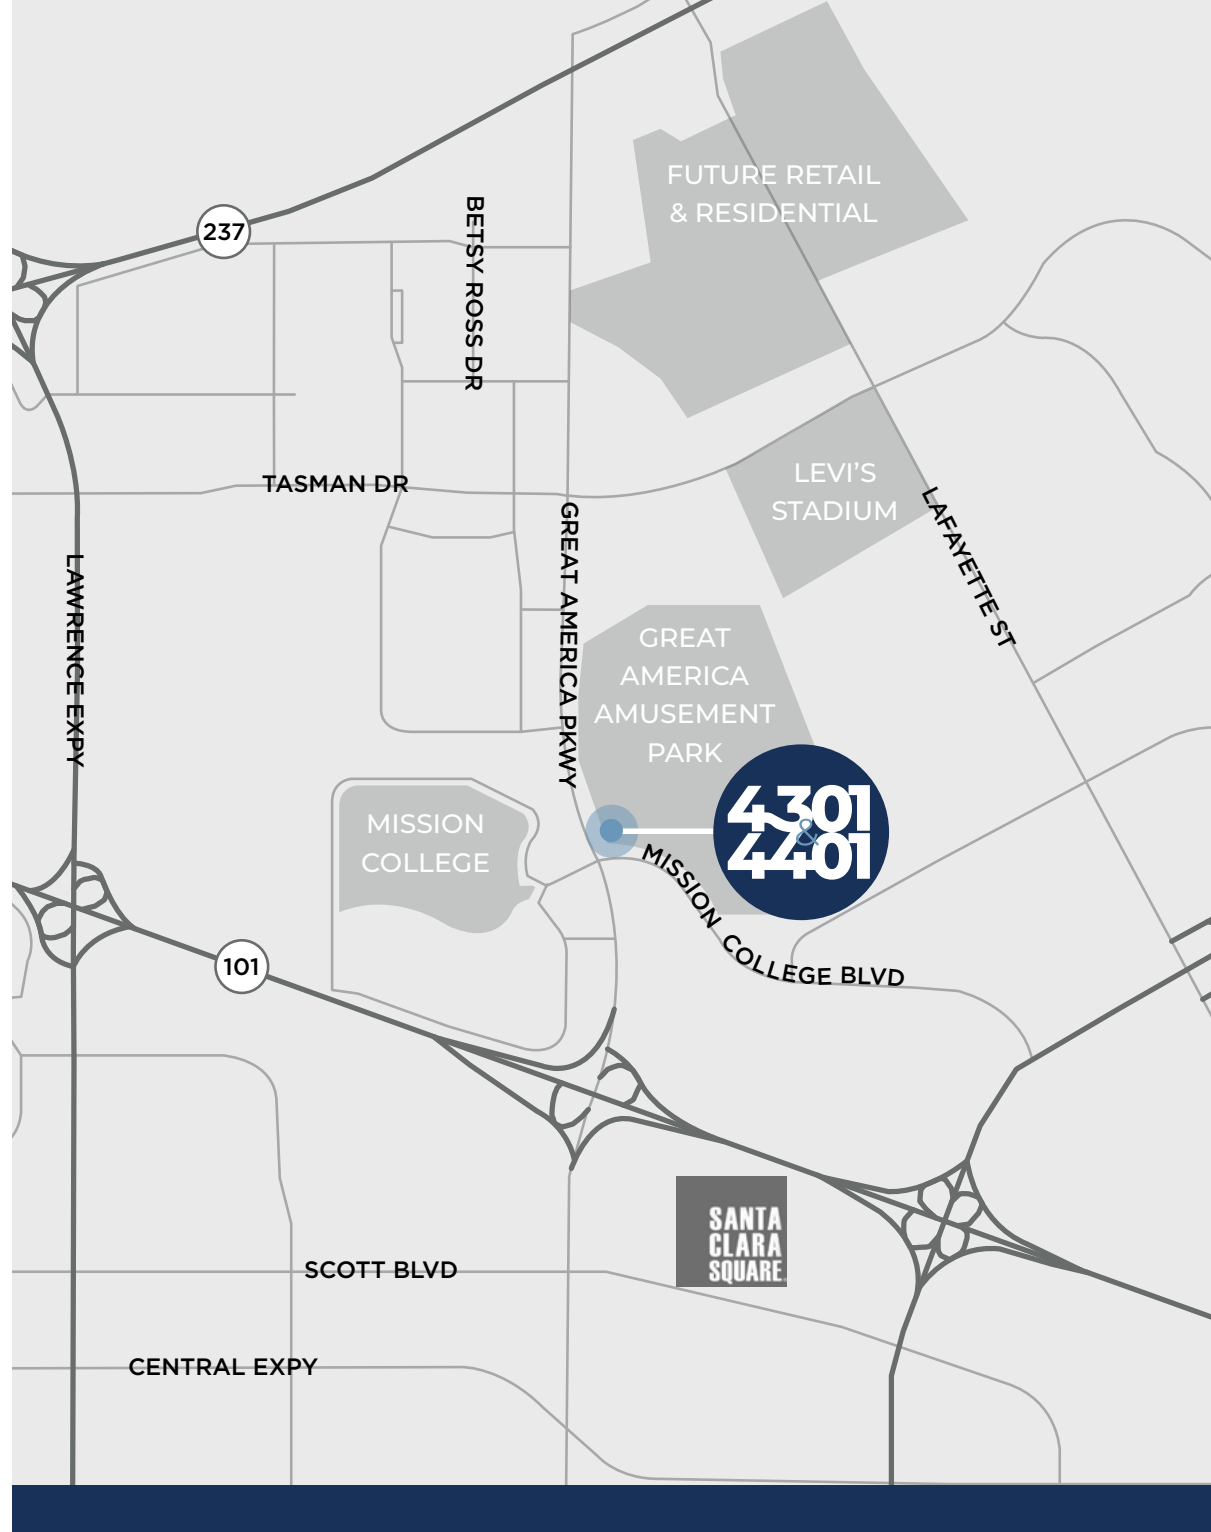 FUTURE RETAIL
& RESIDENTIAL
237
BETSY ROSS DR
TASMAN DR
LEVI'S
STADIUM
LAFAYETTE ST
GREAT AMERICA PKWY
LAWRENCE EXPY
GREAT
AMERICA
AMUSEMENT
PARK
4301
&
4401
MISSION
COLLEGE
MISSION COLLEGE BLVD
101
SANTA
CLARA
SQUARE
SCOTT BLVD
CENTRAL EXPY